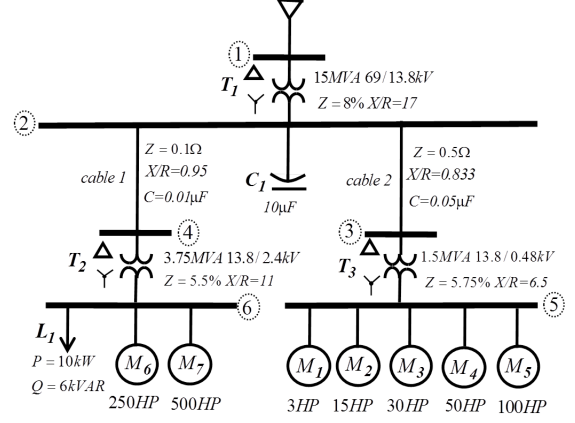 1
T1
15MVA 69/13.8kV
Z = 8% X/R=17
2
cable 1
Z = 0.1Ω
X/R=0.95
C=0.01μF
C1
10μF
cable 2
Z = 0.5Ω
X/R=0.833
C=0.05μF
4
T2
3.75MVA 13.8/2.4kV
Z = 5.5% X/R=11
3
T3
1.5MVA 13.8/0.48kV
Z = 5.75% X/R=6.5
6
5
L1
P = 10kW
Q = 6kVAR
M6
M7
250HP
500HP
M1
M2
M3
M4
M5
3HP
15HP
30HP
50HP
100HP